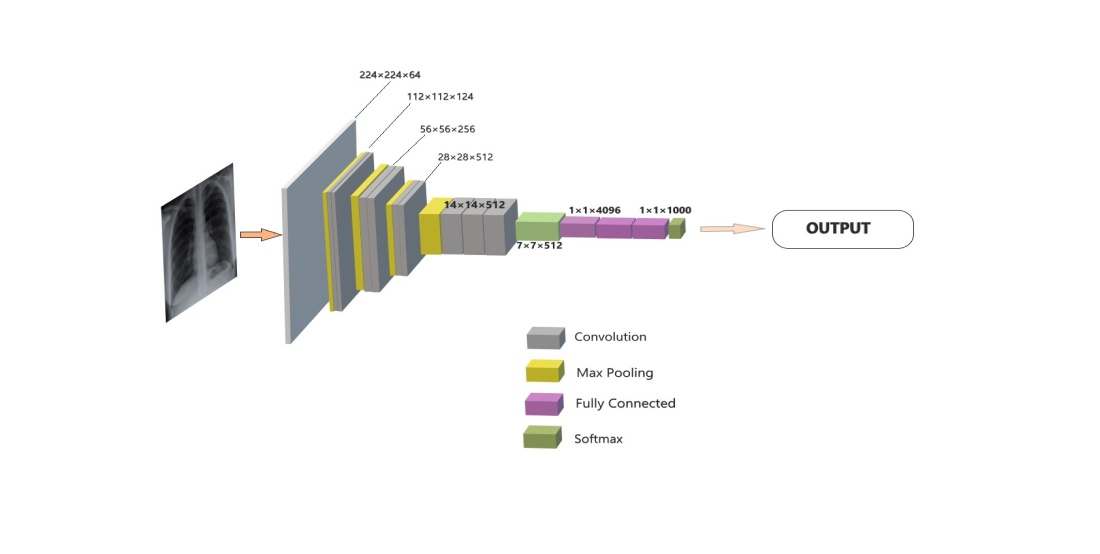 224×224×64
112×112×124
56×56×256
28×28×512
14×14×512
7×7×512
1×1×4096
1×1×1000
OUTPUT
Convolution
Max Pooling
Fully Connected
Softmax